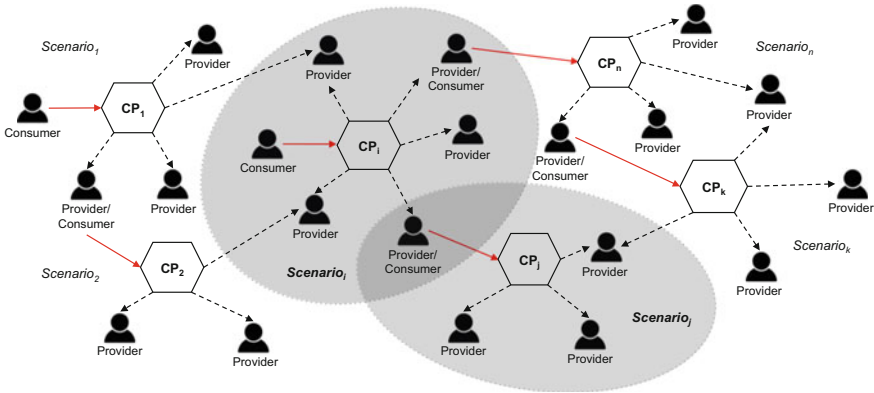 Scenario1
Provider
Provider
Provider/
Consumer
CPn
Provider
Scenarion
Provider
CP1
Consumer
Consumer
CPi
Provider
Provider
Provider/
Consumer
Provider/
Consumer
Provider
CPk
Provider
Provider
Provider/
Consumer
CPj
Provider
Scenario2
CP2
Scenarioi
Scenariok
Provider
Provider
Provider
Provider
Provider
Scenarioj